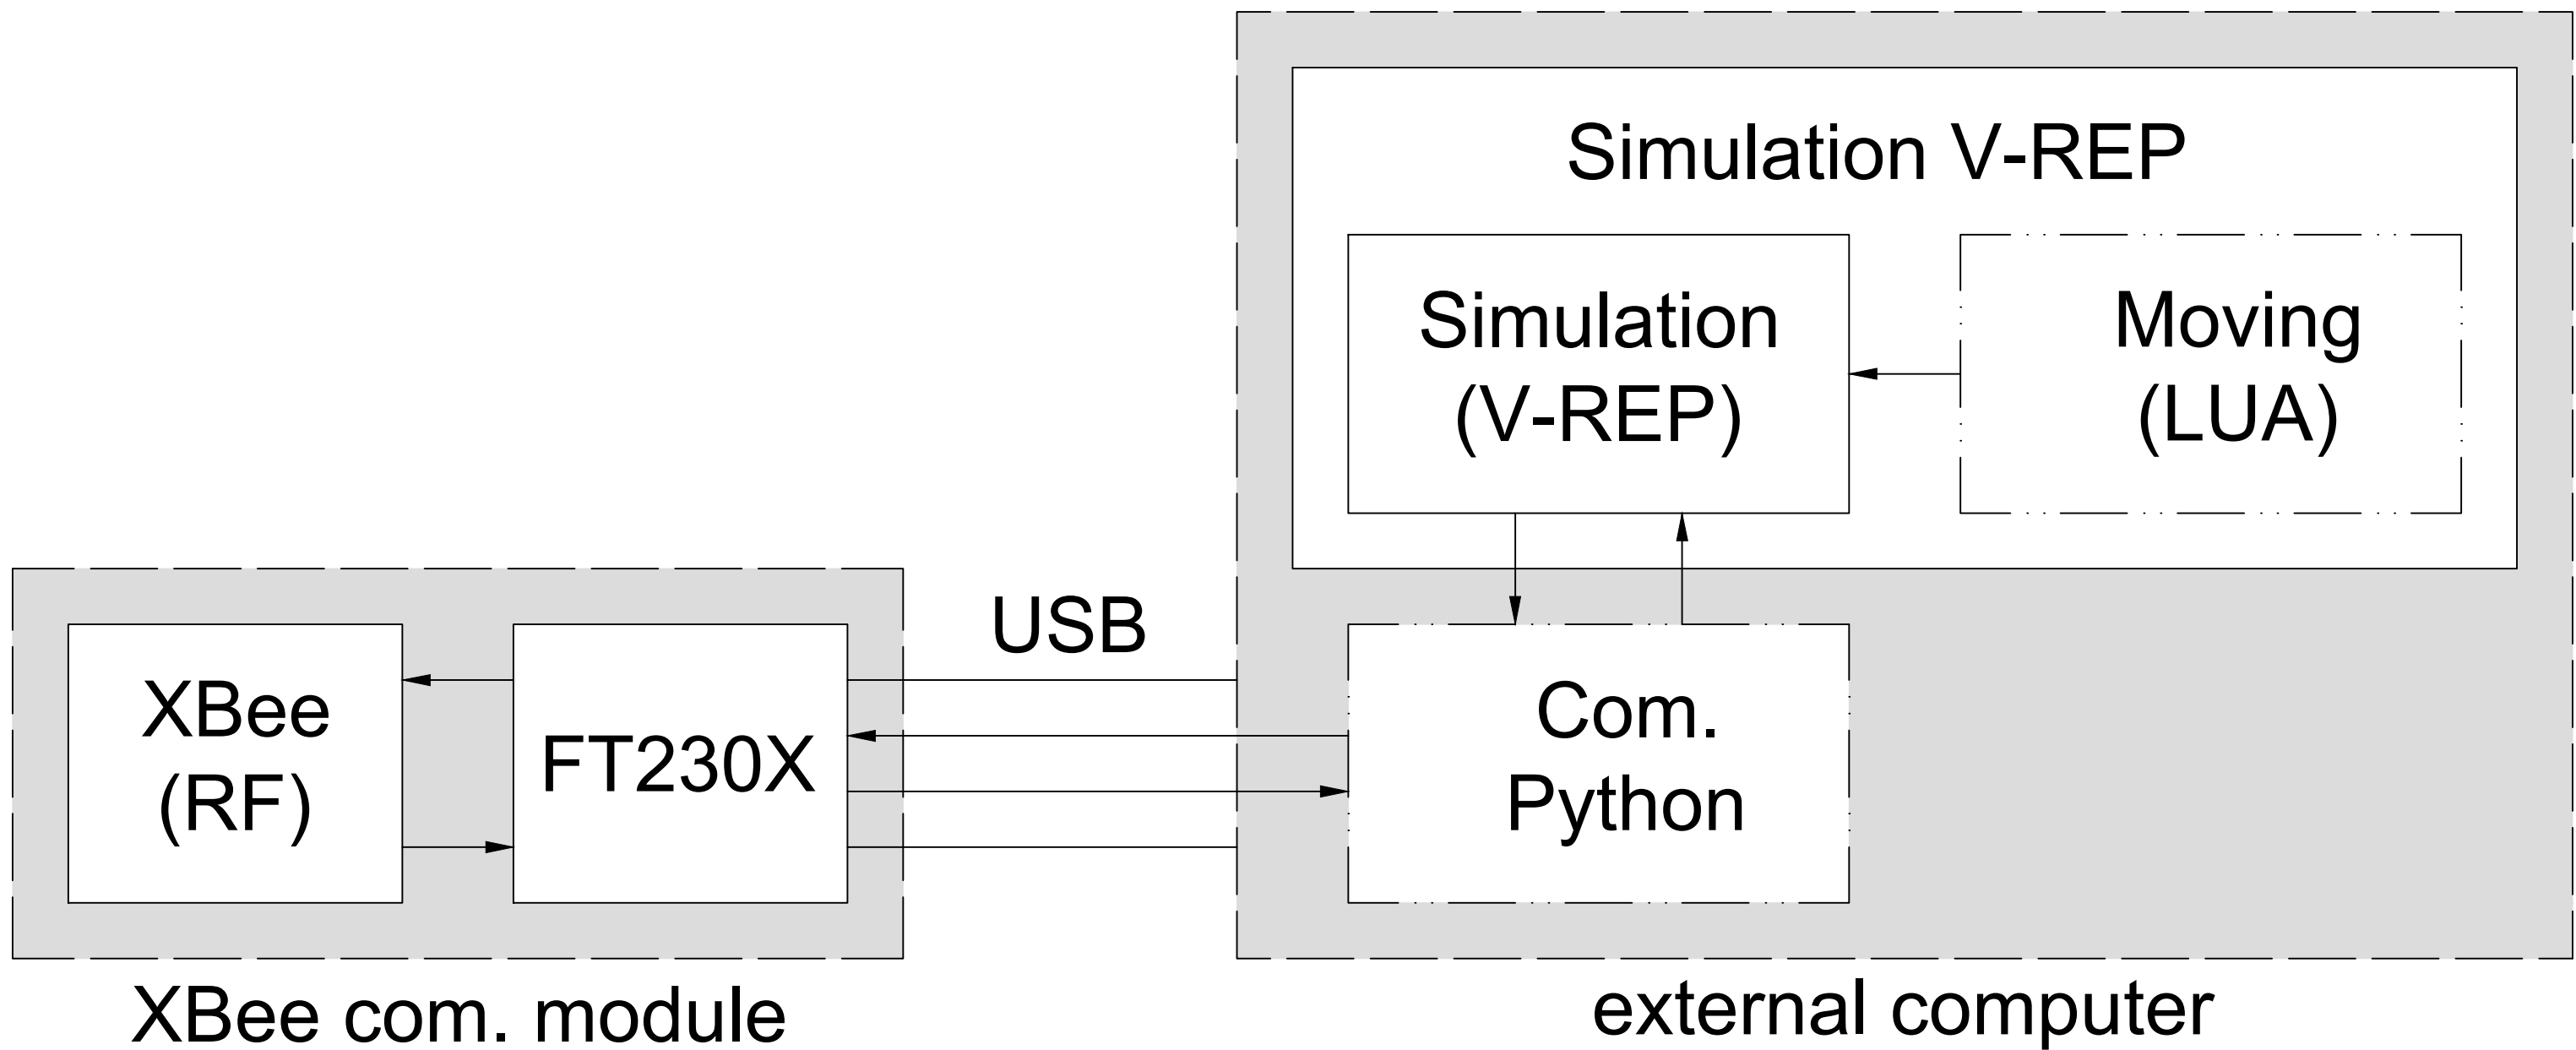 Simulation V-REP
Simulation
(V-REP)
Moving
(LUA)
USB
XBee
(RF)
FT230X
Com.
Python
XBee com. module
external computer